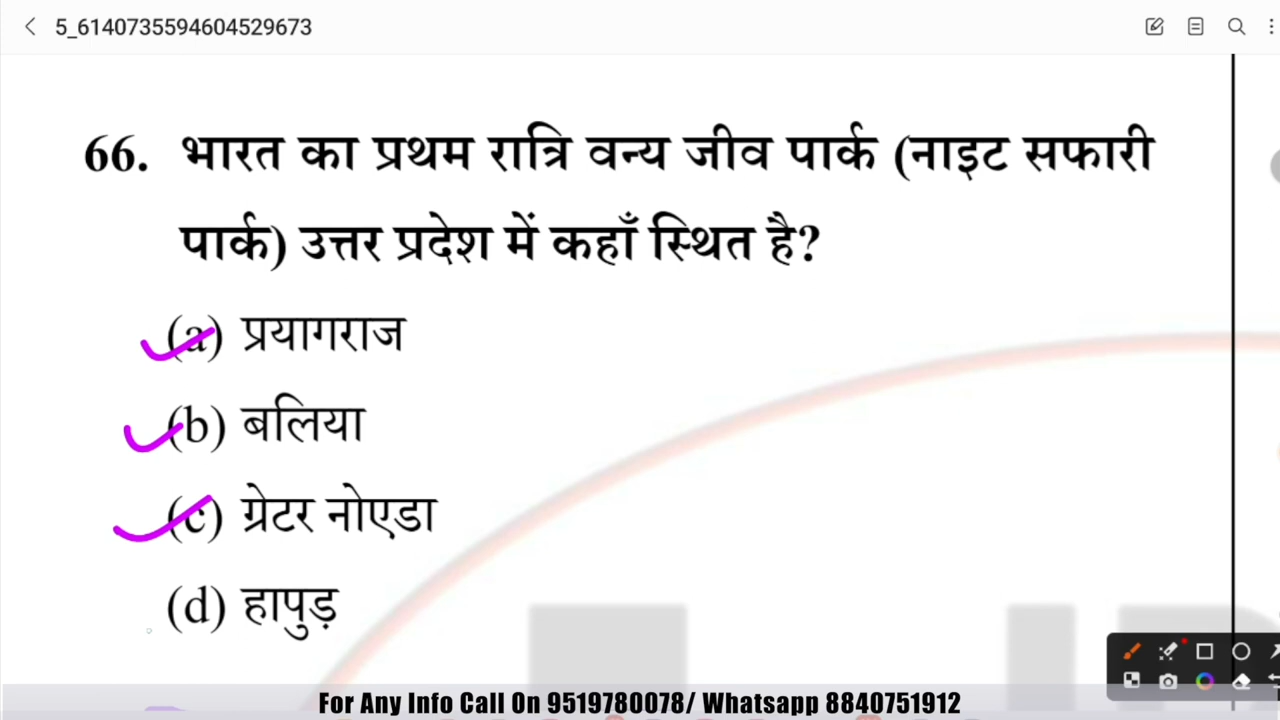 5_6140735594604529673
66. भारत का प्रथम रात्रि वन्य जीव पार्क (नाइट सफारी
पार्क) उत्तर प्रदेश में कहाँ स्थित है?
(a) प्रयागराज
(b) बलिया
(c) ग्रेटर नोएडा
(d) हापुड़
For Any Info Call On 9519780078/ Whatsapp 8840751912